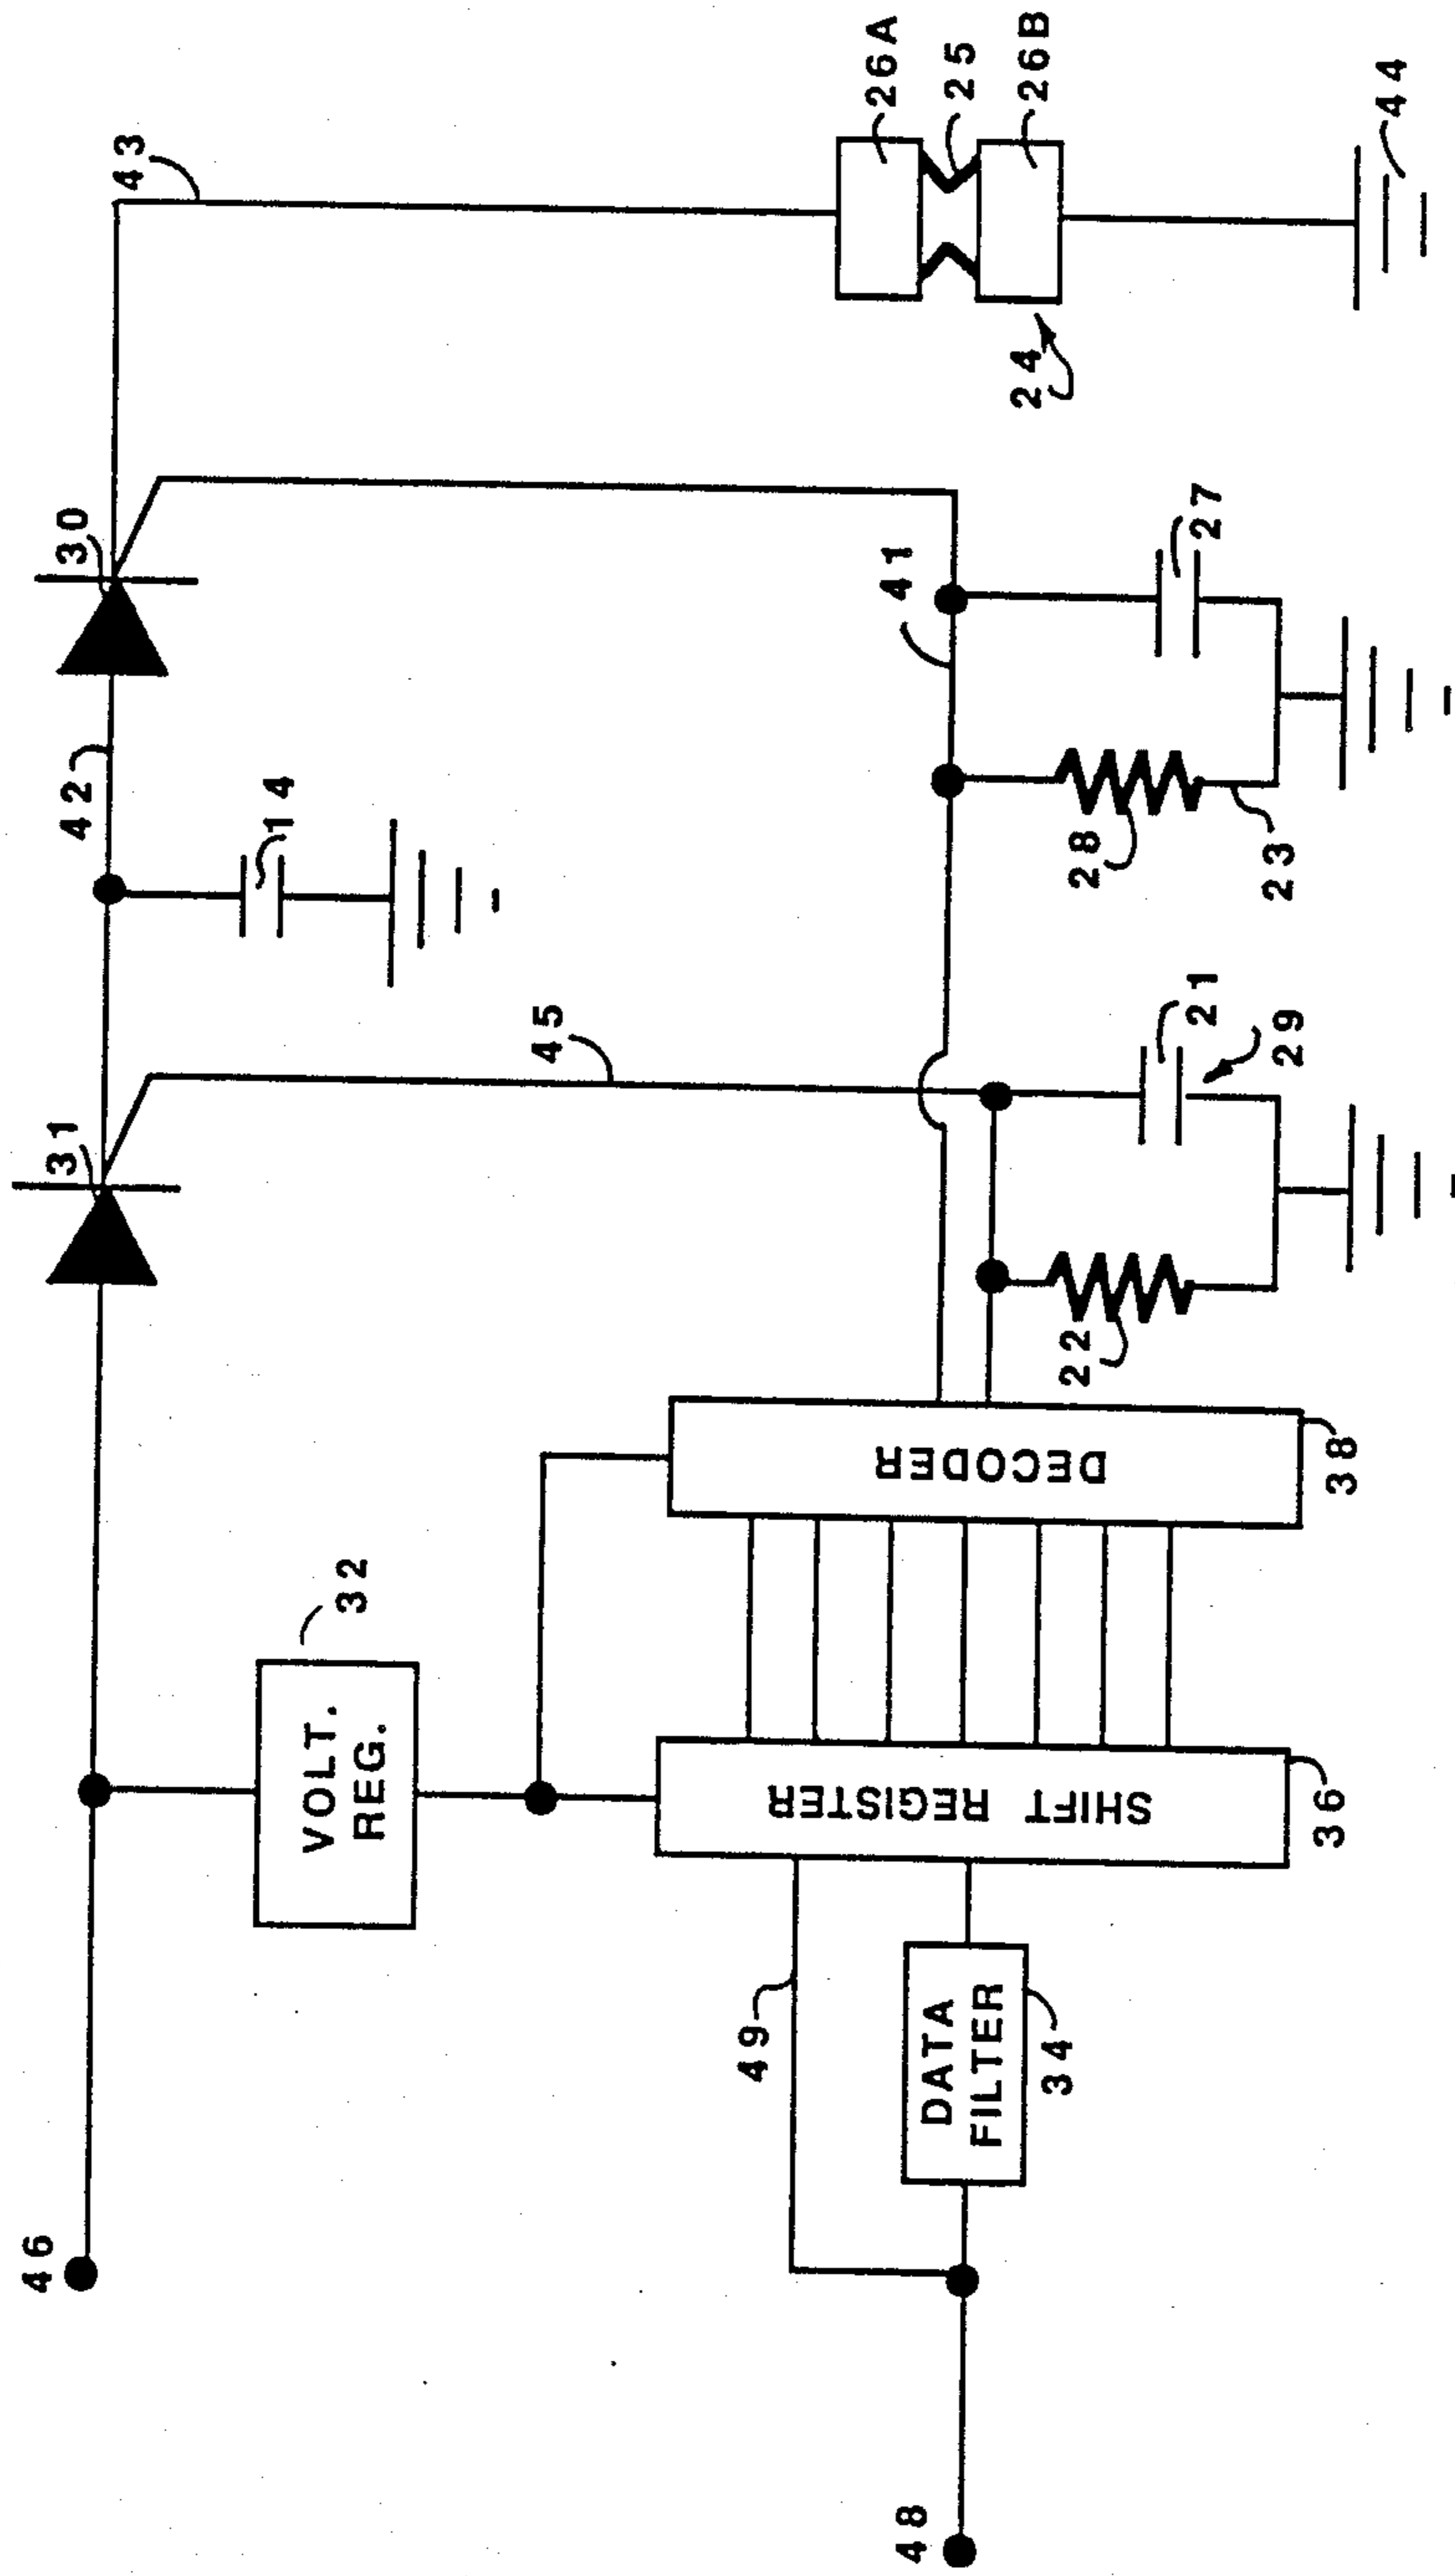 46
31
42
30
43
14
VOLT.
REG.
32
45
41
26A
25
26B
24
44
48
49
DATA
FILTER
34
SHIFT REGISTER
36
DECODER
38
22
21
29
28
23
27